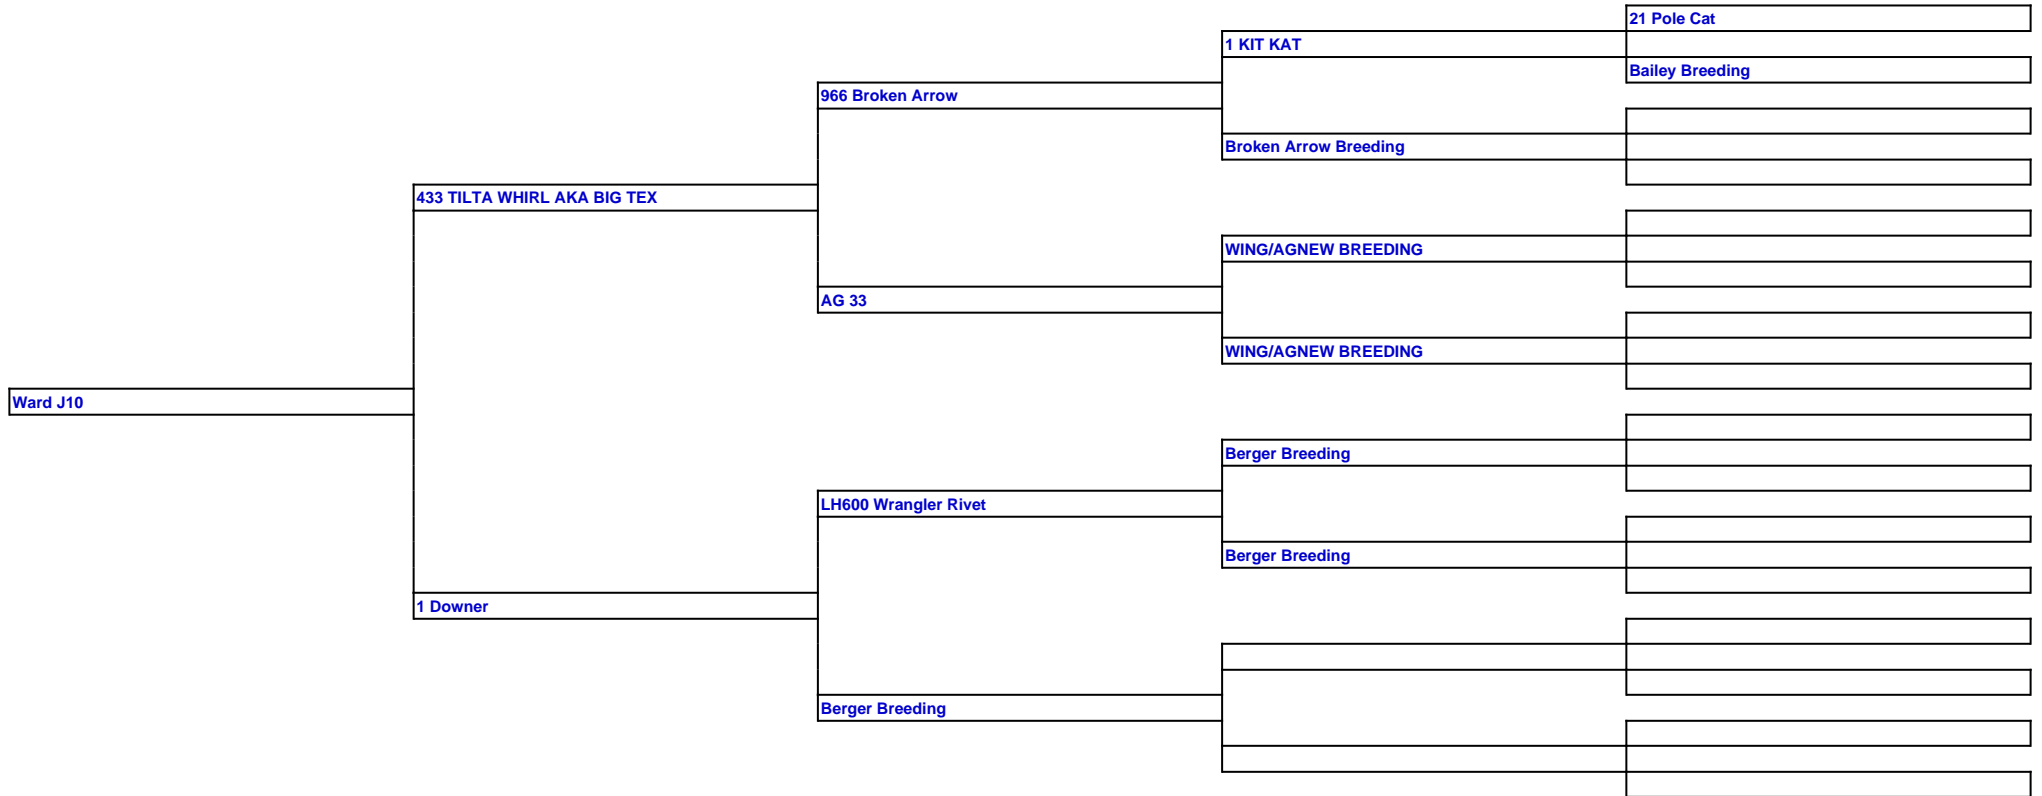 21 Pole Cat
1 KIT KAT
Bailey Breeding
966 Broken Arrow
Broken Arrow Breeding
433 TILTA WHIRL AKA BIG TEX
WING/AGNEW BREEDING
AG 33
WING/AGNEW BREEDING
Ward J10
Berger Breeding
LH600 Wrangler Rivet
Berger Breeding
1 Downer
Berger Breeding